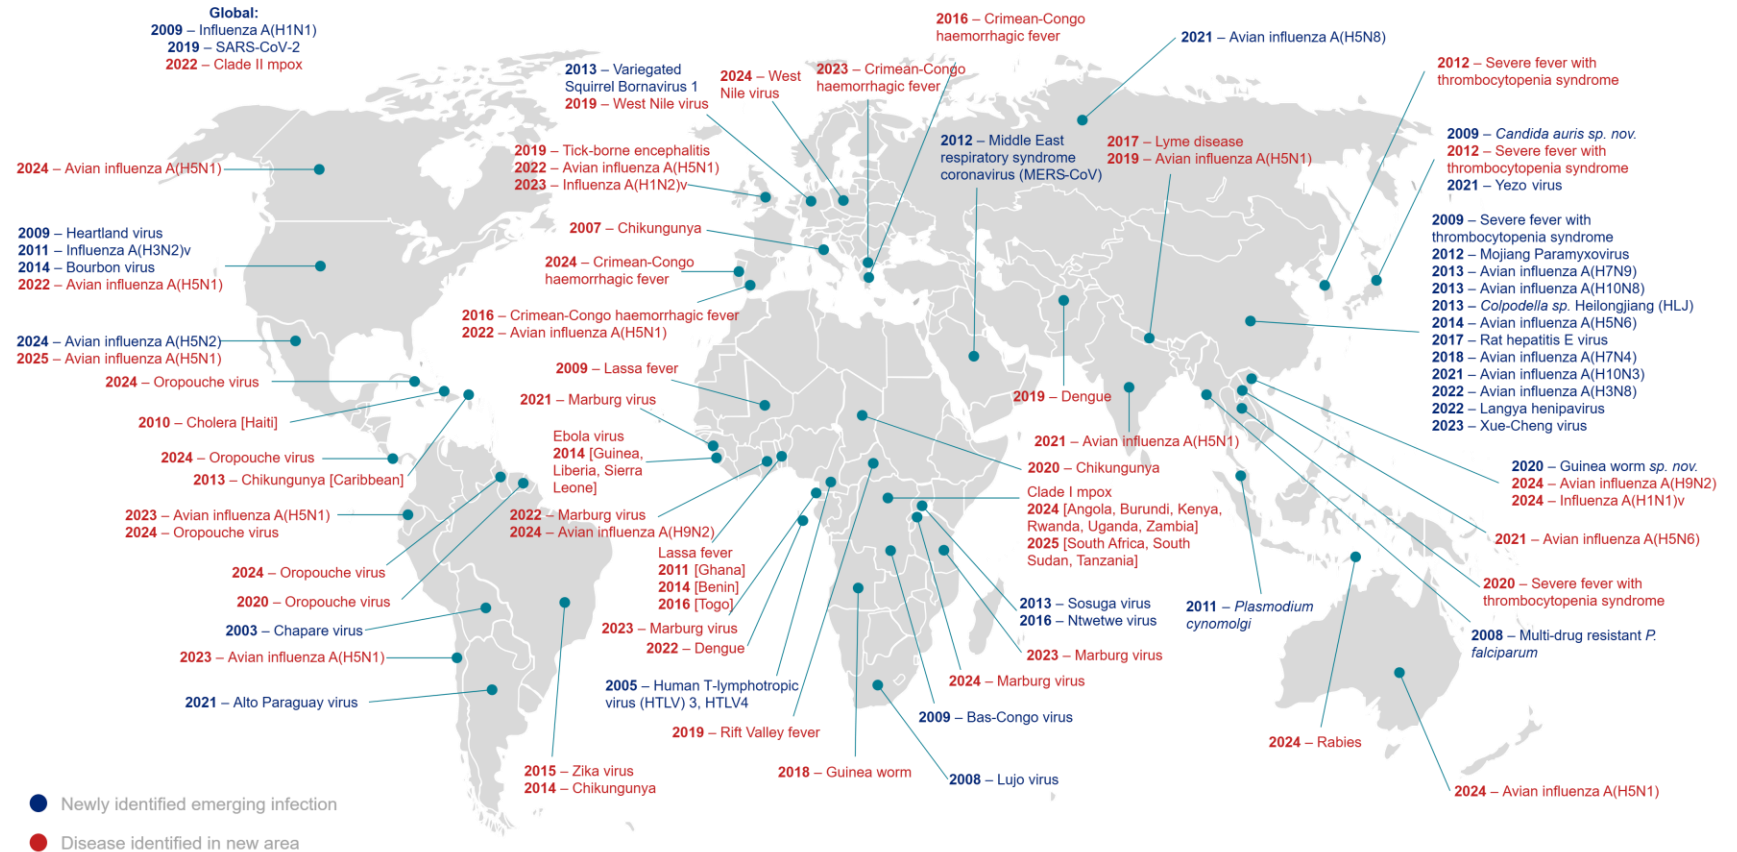 Global:
2009 – Influenza A(H1N1)
2019 – SARS-CoV-2
2022 – Clade II mpox
2016 – Crimean-Congo
haemorrhagic fever
2021 – Avian influenza A(H5N8)
2012 – Severe fever with
thrombocytopenia syndrome
2013 – Variegated
Squirrel Bornavirus 1
2019 – West Nile virus
2024 – West
Nile virus
2023 – Crimean-Congo
haemorrhagic fever
2012 – Middle East
respiratory syndrome
coronavirus (MERS-CoV)
2017 – Lyme disease
2019 – Avian influenza A(H5N1)
2009 – Candida auris sp. nov.
2012 – Severe fever with
thrombocytopenia syndrome
2021 – Yezo virus
2024 – Avian influenza A(H5N1)
2019 – Tick-borne encephalitis
2022 – Avian influenza A(H5N1)
2023 – Influenza A(H1N2)v
2009 – Heartland virus
2011 – Influenza A(H3N2)v
2014 – Bourbon virus
2022 – Avian influenza A(H5N1)
2007 – Chikungunya
2024 – Crimean-Congo
haemorrhagic fever
2016 – Crimean-Congo haemorrhagic fever
2022 – Avian influenza A(H5N1)
2009 – Severe fever with
thrombocytopenia syndrome
2012 – Mojiang Paramyxovirus
2013 – Avian influenza A(H7N9)
2013 – Avian influenza A(H10N8)
2013 – Colpodella sp. Heilongjiang (HLJ)
2014 – Avian influenza A(H5N6)
2017 – Rat hepatitis E virus
2018 – Avian influenza A(H7N4)
2021 – Avian influenza A(H10N3)
2022 – Avian influenza A(H3N8)
2022 – Langya henipavirus
2023 – Xue-Cheng virus
2024 – Avian influenza A(H5N2)
2025 – Avian influenza A(H5N1)
2024 – Oropouche virus
2010 – Cholera [Haiti]
2024 – Oropouche virus
2013 – Chikungunya [Caribbean]
2009 – Lassa fever
2021 – Marburg virus
Ebola virus
2014 [Guinea,
Liberia, Sierra
Leone]
2019 – Dengue
2021 – Avian influenza A(H5N1)
2020 – Chikungunya
Clade I mpox
2024 [Angola, Burundi, Kenya,
Rwanda, Uganda, Zambia]
2025 [South Africa, South
Sudan, Tanzania]
2020 – Guinea worm sp. nov.
2024 – Avian influenza A(H9N2)
2024 – Influenza A(H1N1)v
2023 – Avian influenza A(H5N1)
2024 – Oropouche virus
2022 – Marburg virus
2024 – Avian influenza A(H9N2)
Lassa fever
2011 [Ghana]
2014 [Benin]
2016 [Togo]
2021 – Avian influenza A(H5N6)
2024 – Oropouche virus
2020 – Oropouche virus
2003 – Chapare virus
2023 – Avian influenza A(H5N1)
2021 – Alto Paraguay virus
2023 – Marburg virus
2022 – Dengue
2005 – Human T-lymphotropic
virus (HTLV) 3, HTLV4
2019 – Rift Valley fever
2013 – Sosuga virus
2016 – Ntwetwe virus
2023 – Marburg virus
2024 – Marburg virus
2009 – Bas-Congo virus
2011 – Plasmodium
cynomolgi
2020 – Severe fever with
thrombocytopenia syndrome
2008 – Multi-drug resistant P.
falciparum
2024 – Rabies
2015 – Zika virus
2014 – Chikungunya
2018 – Guinea worm
2008 – Lujo virus
2024 – Avian influenza A(H5N1)
Newly identified emerging infection
Disease identified in new area